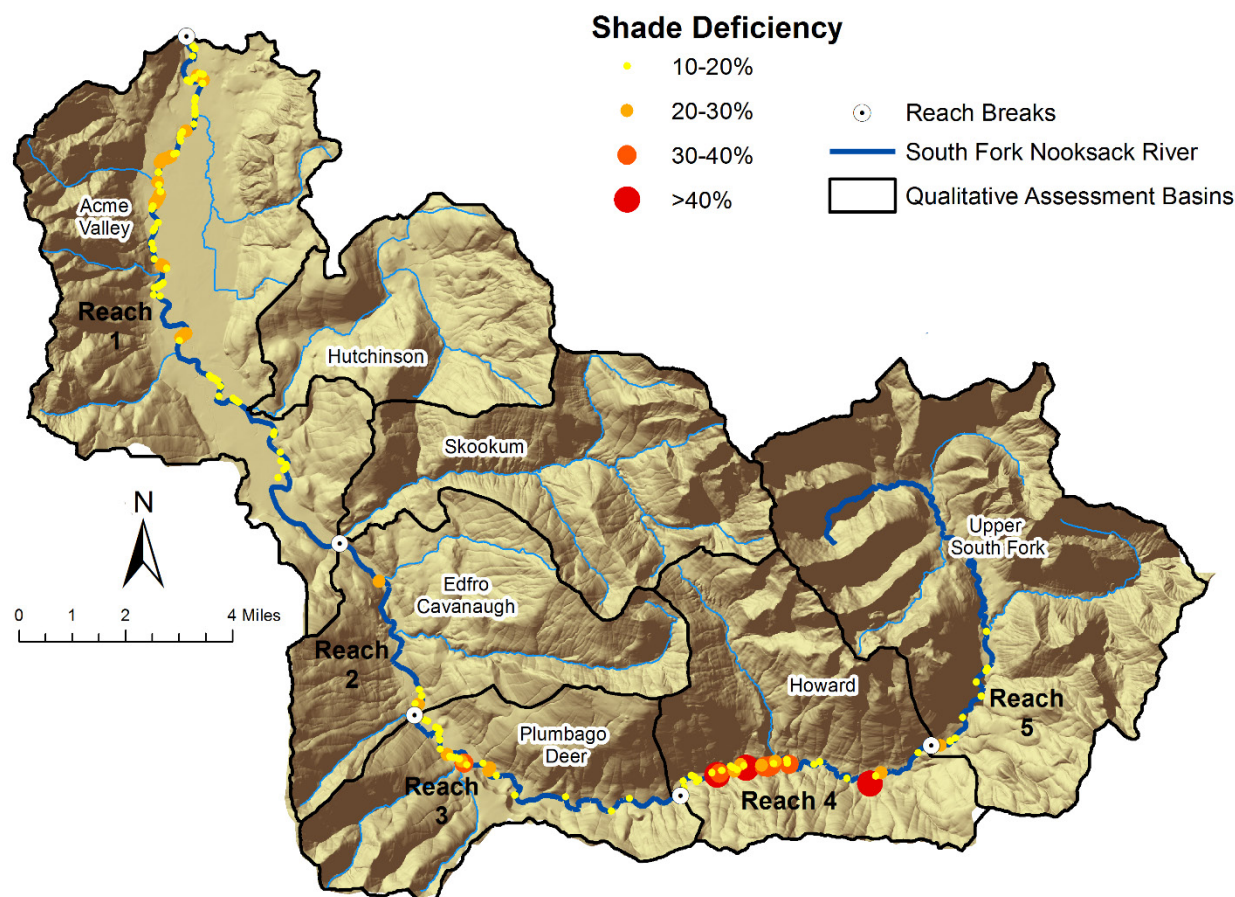 Shade Deficiency
10-20%
20-30%
30-40%
>40%
Reach Breaks
South Fork Nooksack River
Qualitative Assessment Basins
Acme
Valley
Reach
1
Hutchinson
Skookum
N
0 2 4 Miles
Edfro
Cavanaugh
Upper
South Fork
Reach
2
Howard
Reach
5
Plumbago
Deer
Reach
3
Reach 4